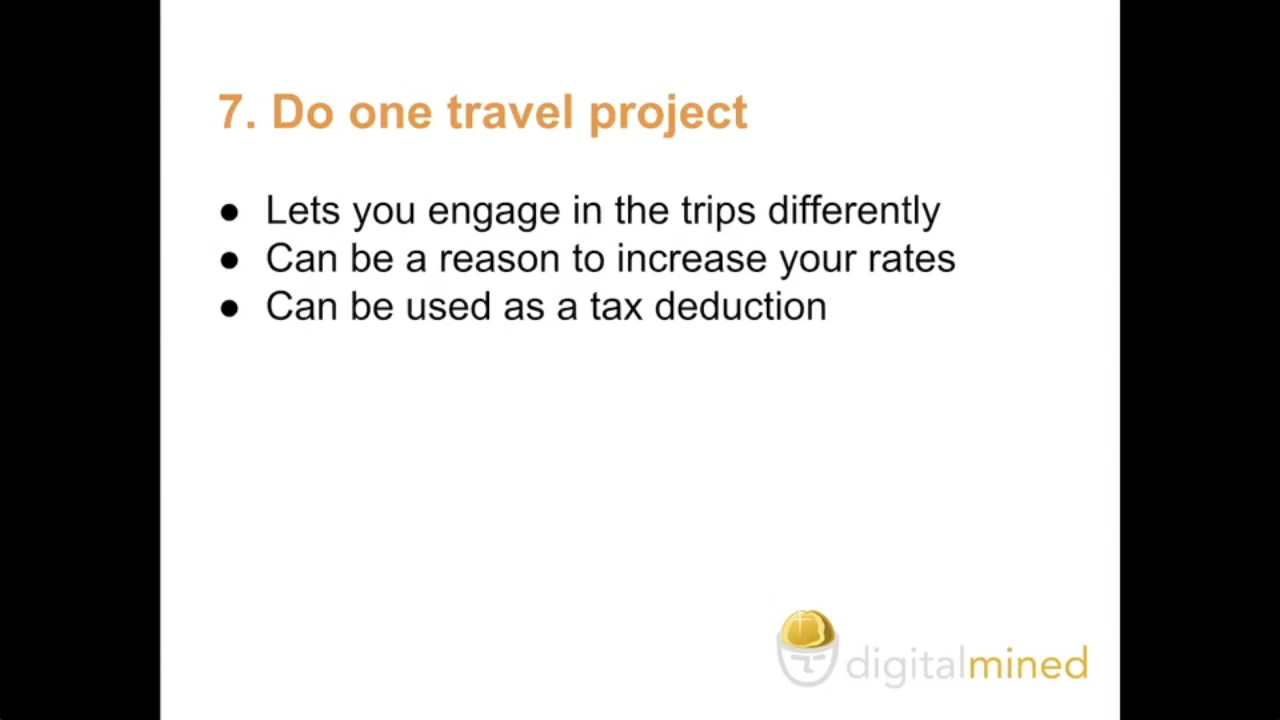 7. Do one travel project
● Lets you engage in the trips differently
● Can be a reason to increase your rates
● Can be used as a tax deduction
digitalmined